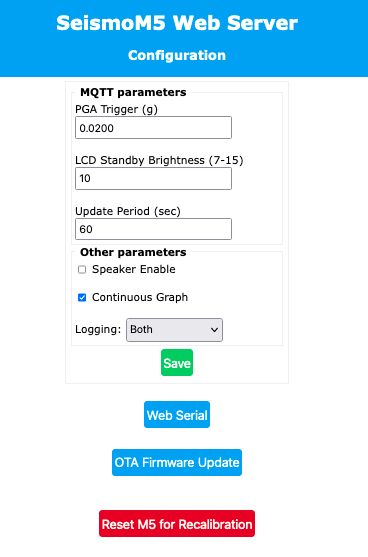 SeismoM5 Web Server
Configuration
MQTT parameters
PGA Trigger (g)
0.0200
LCD Standby Brightness (7-15)
10
Update Period (sec)
60
Other parameters
Speaker Enable
Continuous Graph
Logging: Both
Save
Web Serial
OTA Firmware Update
Reset M5 for Recalibration